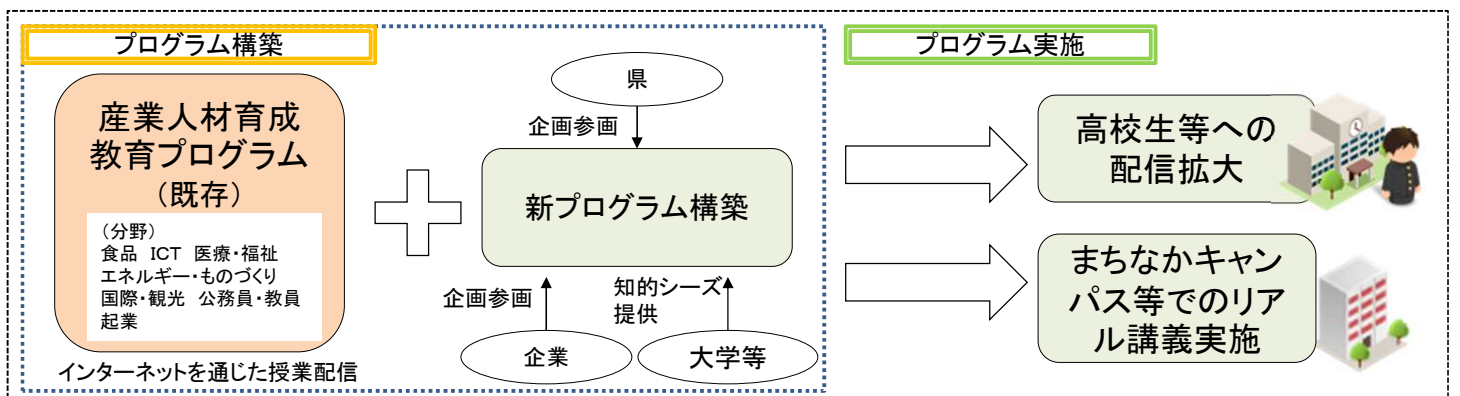 プログラム構築
産業人材育成
教育プログラム
（既存）
（分野）
食品 ICT 医療・福祉
エネルギー・ものづくり
国際・観光 公務員・教員
起業
インターネットを通じた授業配信
県
企画参画
新プログラム構築
企画参画
知的シーズ
提供
企業
大学等
プログラム実施
高校生等への
配信拡大
まちなかキャン
パス等でのリア
ル講義実施